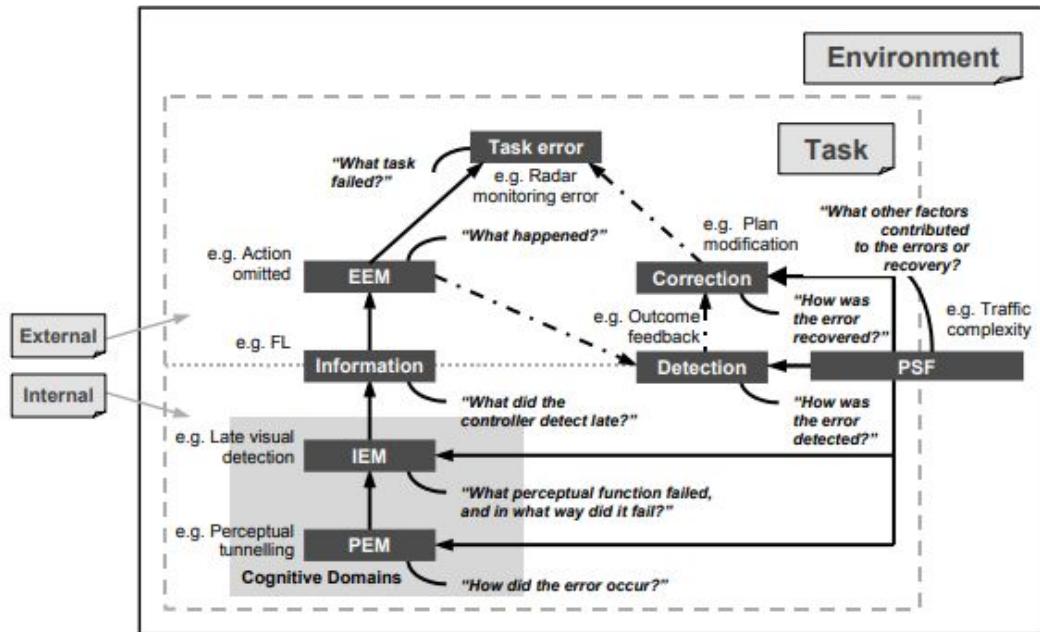 Environment
Task
Task error
"What task
failed?"
e.g. Radar
monitoring error
"What other factors
contributed
to the errors or
recovery?
e.g. Plan
modification
"What happened?"
e.g. Action
omitted
EEM
Correction
"How was
the error
recovered?"
e.g. Traffic
complexity
External
e.g. Outcome
feedback
e.g. FL
Information
Detection
PSF
Internal
"What did the
controller detect late?"
"How was
the error
detected?"
e.g. Late visual
detection
IEM
"What perceptual function failed,
and in what way did it fail?"
e.g. Perceptual
tunnelling
PEM
Cognitive Domains
"How did the error occur?"